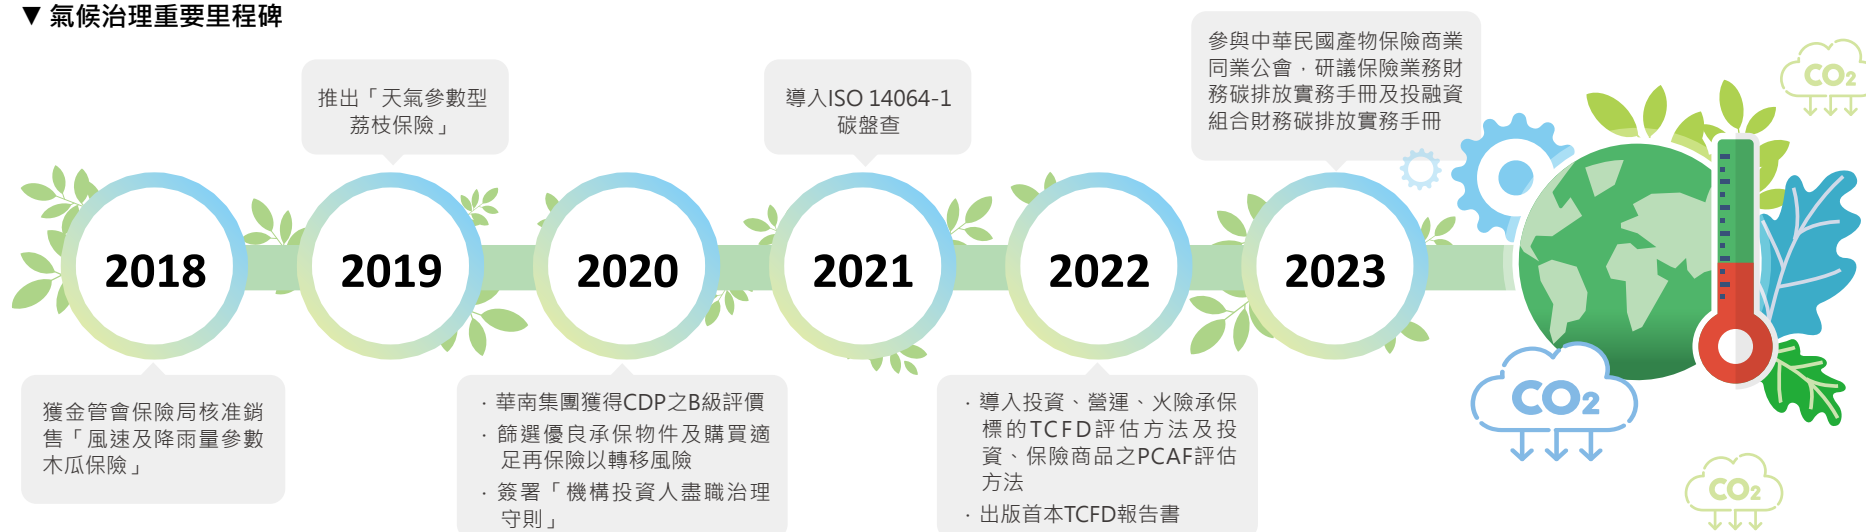 ▼ 氣候治理重要里程碑
2018
獲金管會保險局核准銷
售「風速及降雨量參數
木瓜保險」
推出「天氣參數型
荔枝保險」
2019
2020
· 華南集團獲得CDP之B級評價
· 篩選優良承保物件及購買適
足再保險以轉移風險
· 簽署「機構投資人盡職治理
守則」
導入ISO 14064-1
碳盤查
2021
2022
· 導入投資、營運、火險承保
標的TCFD評估方法及投
資、保險商品之PCAF評估
方法
· 出版首本TCFD報告書
參與中華民國產物保險商業
同業公會，研議保險業務財
務碳排放實務手冊及投融資
組合財務碳排放實務手冊
2023
CO2
CO2
CO2